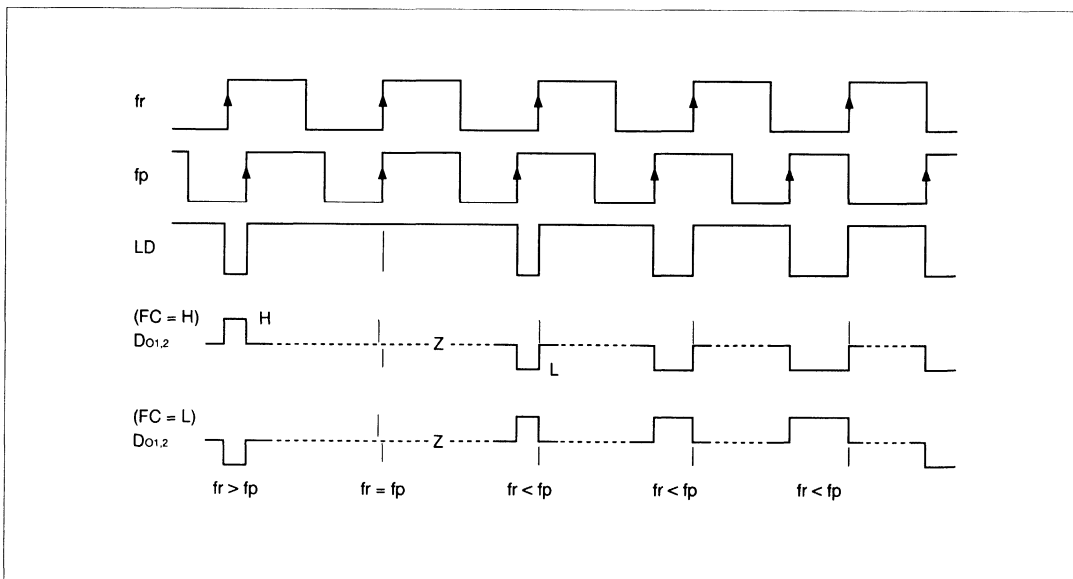 fr
fp
LD
(FC = H)
DO1,2
H
Z
L
(FC = L)
DO1,2
Z
fr > fp
fr = fp
fr < fp
fr < fp
fr < fp